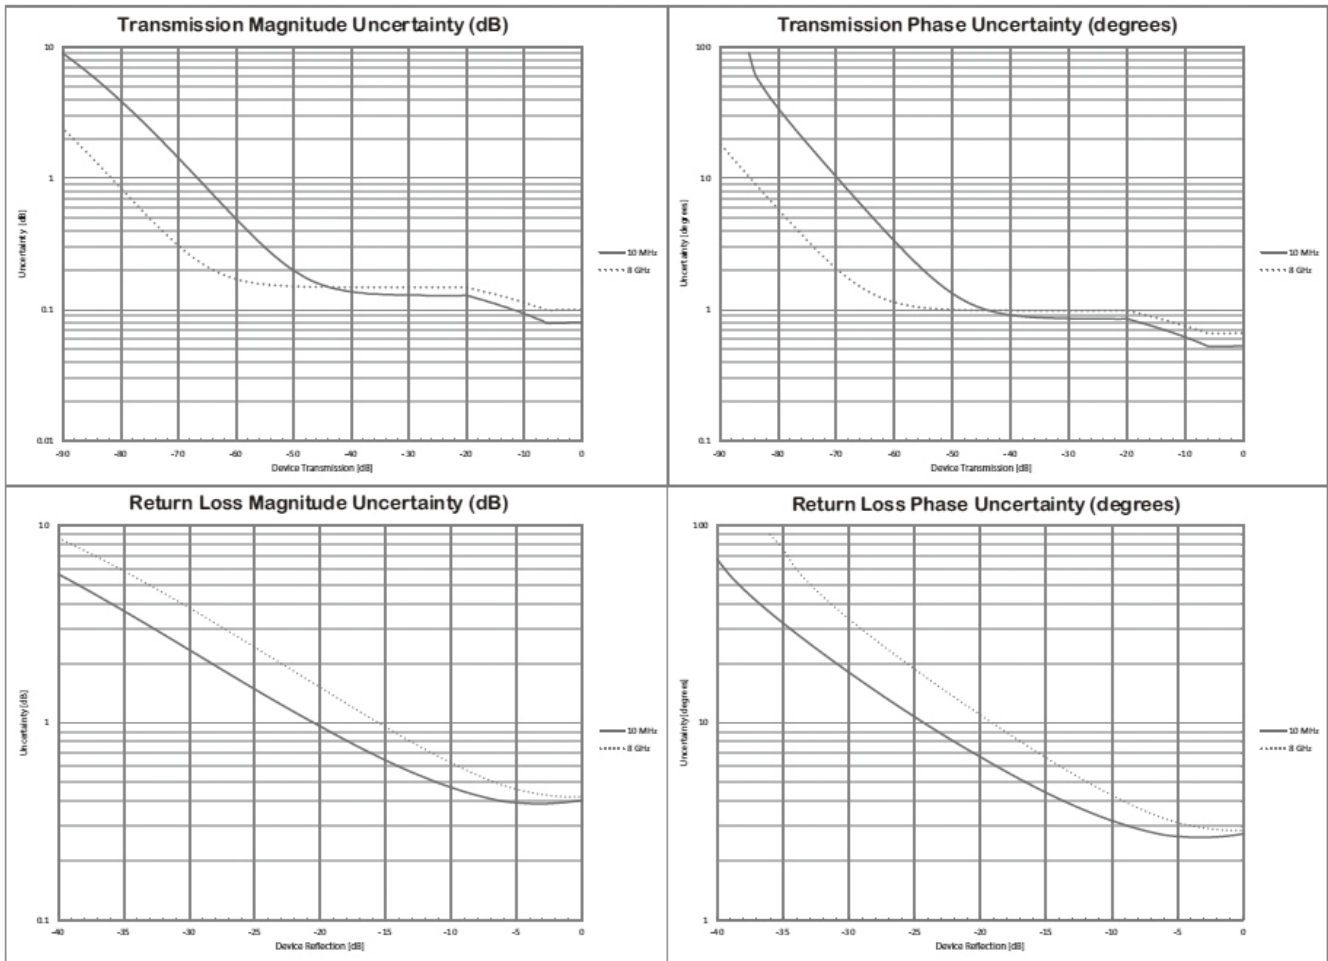 Transmission Magnitude Uncertainty (dB)
10
1
0.1
0.01
Uncertainty [dB]
-90 -80 -70 -60 -50 -40 -30 -20 -10 0
Device Transmission [dB]
10 MHz
8 GHz
Transmission Phase Uncertainty (degrees)
100
10
1
0.1
Uncertainty [degrees]
-90 -80 -70 -60 -50 -40 -30 -20 -10 0
Device Transmission [dB]
10 MHz
8 GHz
Return Loss Magnitude Uncertainty (dB)
10
1
0.1
Uncertainty [dB]
-40 -35 -30 -25 -20 -15 -10 -5 0
Device Reflection [dB]
10 MHz
8 GHz
Return Loss Phase Uncertainty (degrees)
100
10
1
Uncertainty [degrees]
-40 -35 -30 -25 -20 -15 -10 -5 0
Device Reflection [dB]
10 MHz
8 GHz